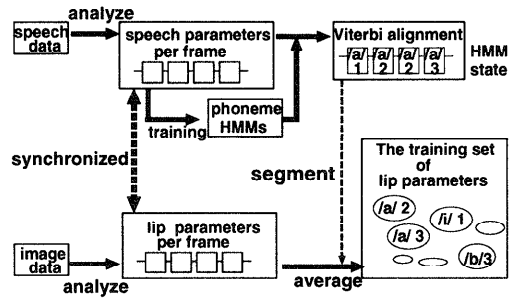 analyze
speech
data
speech parameters
per frame
Viterbi alignment
/a/ /a/ /a/ /a/
1 2 2 3
HMM
state
training
phoneme
HMMs
synchronized
segment
The training set
of
lip parameters
/a/ 2
/i/ 1
/a/ 3
/b/3
lip parameters
per frame
image
data
analyze
average